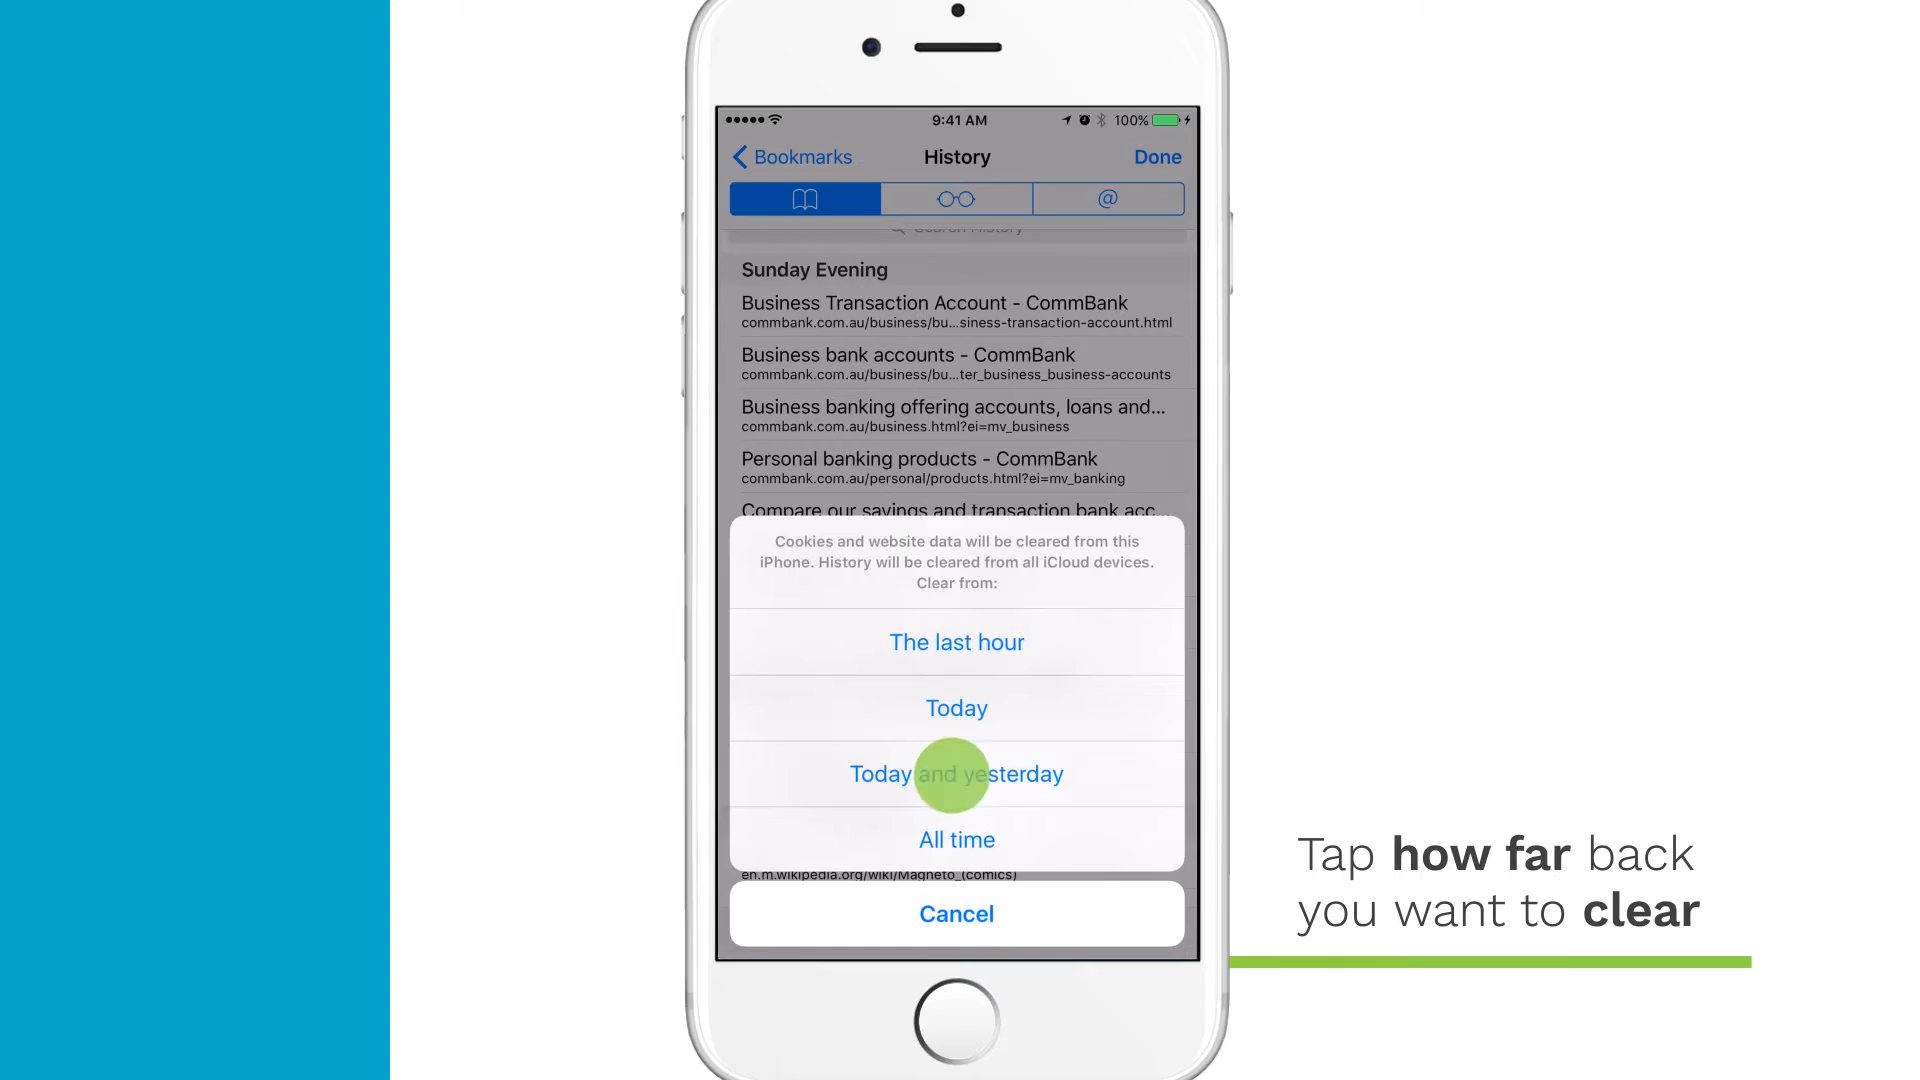 9:41 AM
100%
Bookmarks
History
Done
@
Search History
Sunday Evening
Business Transaction Account - CommBank
commbank.com.au/business/bu...siness-transaction-account.html
Business bank accounts - CommBank
commbank.com.au/business/bu...ter_business_business-accounts
Business banking offering accounts, loans and...
commbank.com.au/business.html?ei=mv_business
Personal banking products - CommBank
commbank.com.au/personal/products.html?ei=mv_banking
Compare our savings and transaction bank acc...
Cookies and website data will be cleared from this
iPhone. History will be cleared from all iCloud devices.
Clear from:
The last hour
Today
Today and yesterday
All time
en.m.wikipedia.org/wiki/Magneto_(comics)
Cancel
Tap how far back
you want to clear